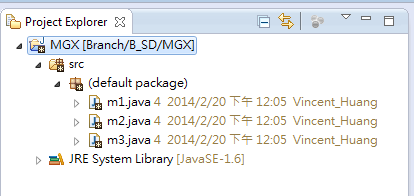 Project Explorer
MGX [Branch/B_SD/MGX]
src
(default package)
m1.java 4 2014/2/20 下午 12:05 Vincent_Huang
m2.java 4 2014/2/20 下午 12:05 Vincent_Huang
m3.java 4 2014/2/20 下午 12:05 Vincent_Huang
JRE System Library [JavaSE-1.6]